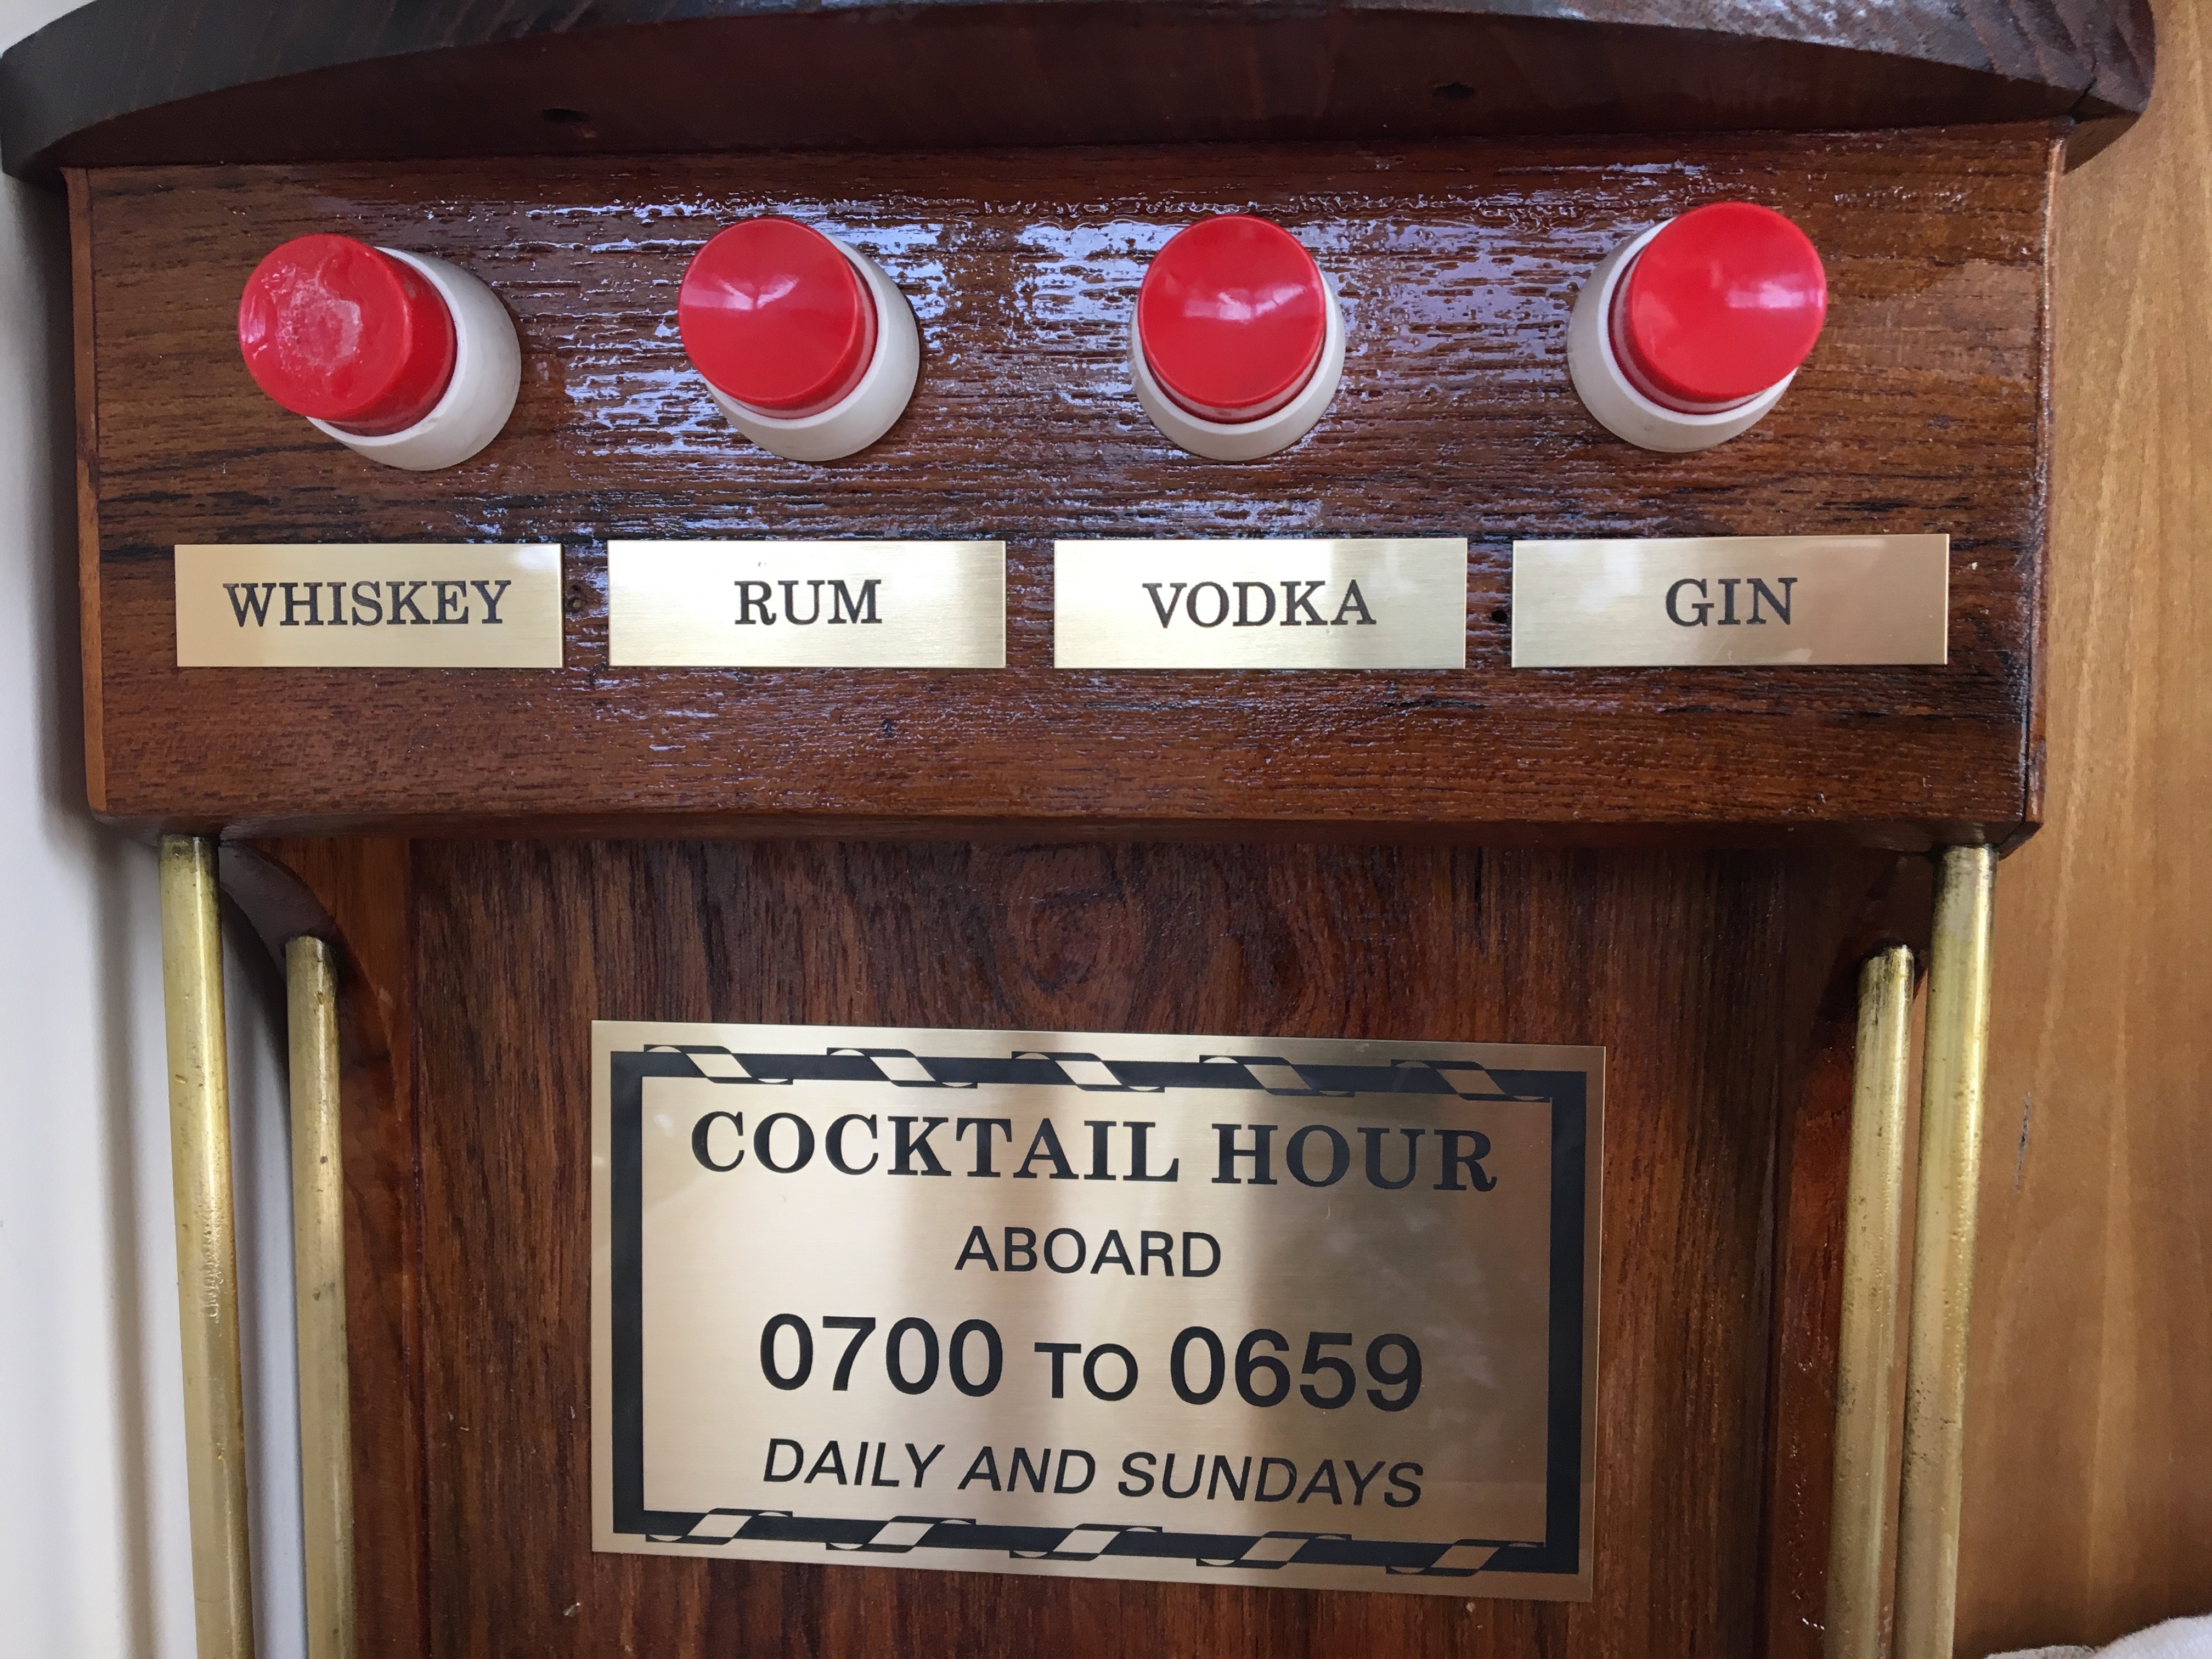 WHISKEY RUM VODKA GIN
COCKTAIL HOUR
ABOARD
0700 TO 0659
DAILY AND SUNDAYS